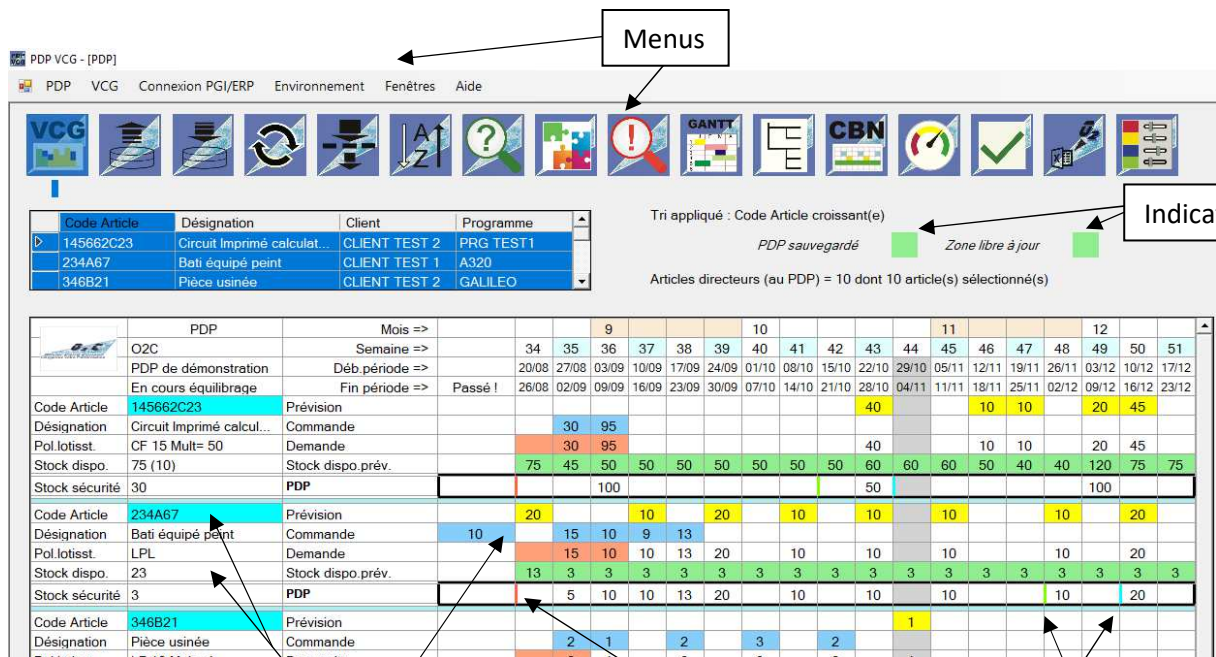 Menus
PDP VCG - [PDP]
PDP VCG Connexion PGI/ERP Environnement Fenêtres Aide
VCG A Z ? ! GANTT CBN
Indica
Code Article Désignation Client Programme
145662C23 Circuit Imprimé calculat... CLIENT TEST 2 PRG TEST1
234A67 Bati équipé peint CLIENT TEST 1 A320
346B21 Pièce usinée CLIENT TEST 2 GALILEO
Tri appliqué : Code Article croissant(e)
PDP sauvegardé Zone libre à jour
Articles directeurs (au PDP) = 10 dont 10 article(s) sélectionné(s)
PDP Mois => 9 10 11 12
O2C Semaine => 34 35 36 37 38 39 40 41 42 43 44 45 46 47 48 49 50 51
PDP de démonstration Déb.période => 20/08 27/08 03/09 10/09 17/09 24/09 01/10 08/10 15/10 22/10 29/10 05/11 12/11 19/11 26/11 03/12 10/12 17/12
En cours équilibrage Fin période => Passé ! 26/08 02/09 09/09 16/09 23/09 30/09 07/10 14/10 21/10 28/10 04/11 11/11 18/11 25/11 02/12 09/12 16/12 23/12
Code Article 145662C23 Prévision 40 10 10 20 45
Désignation Circuit Imprimé calcul... Commande 30 95
Pol.lotisst. CF 15 Mult= 50 Demande 30 95 40 10 10 20 45
Stock dispo. 75 (10) Stock dispo.prév. 75 45 50 50 50 50 50 50 50 60 60 60 50 40 40 120 75 75
Stock sécurité 30 PDP 100 50 100
Code Article 234A67 Prévision 20 10 20 10 10 10 10 20
Désignation Bati équipé peint Commande 10 15 10 9 13
Pol.lotisst. LPL Demande 15 10 10 13 20 10 10 10 10 20
Stock dispo. 23 Stock dispo.prév. 13 3 3 3 3 3 3 3 3 3 3 3 3 3 3 3 3 3
Stock sécurité 3 PDP 5 10 10 13 20 10 10 10 10 20
Code Article 346B21 Prévision 1
Désignation Pièce usinée Commande 2 1 2 3 2